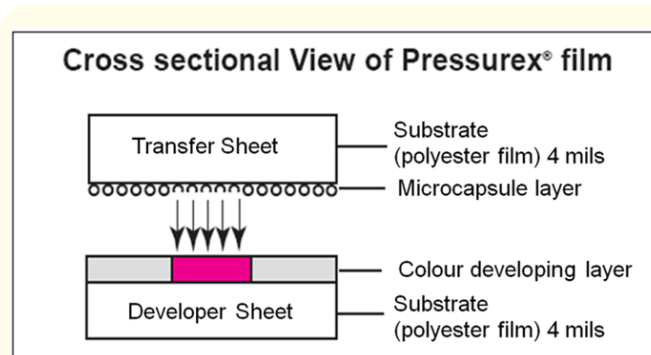 Cross sectional View of Pressurex® film
Transfer Sheet
Substrate
(polyester film) 4 mils
Microcapsule layer
Colour developing layer
Developer Sheet
Substrate
(polyester film) 4 mils